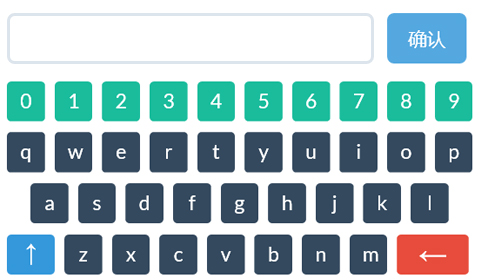 确认
0 1 2 3 4 5 6 7 8 9
q w e r t y u i o p
a s d f g h j k l
↑ z x c v b n m ←